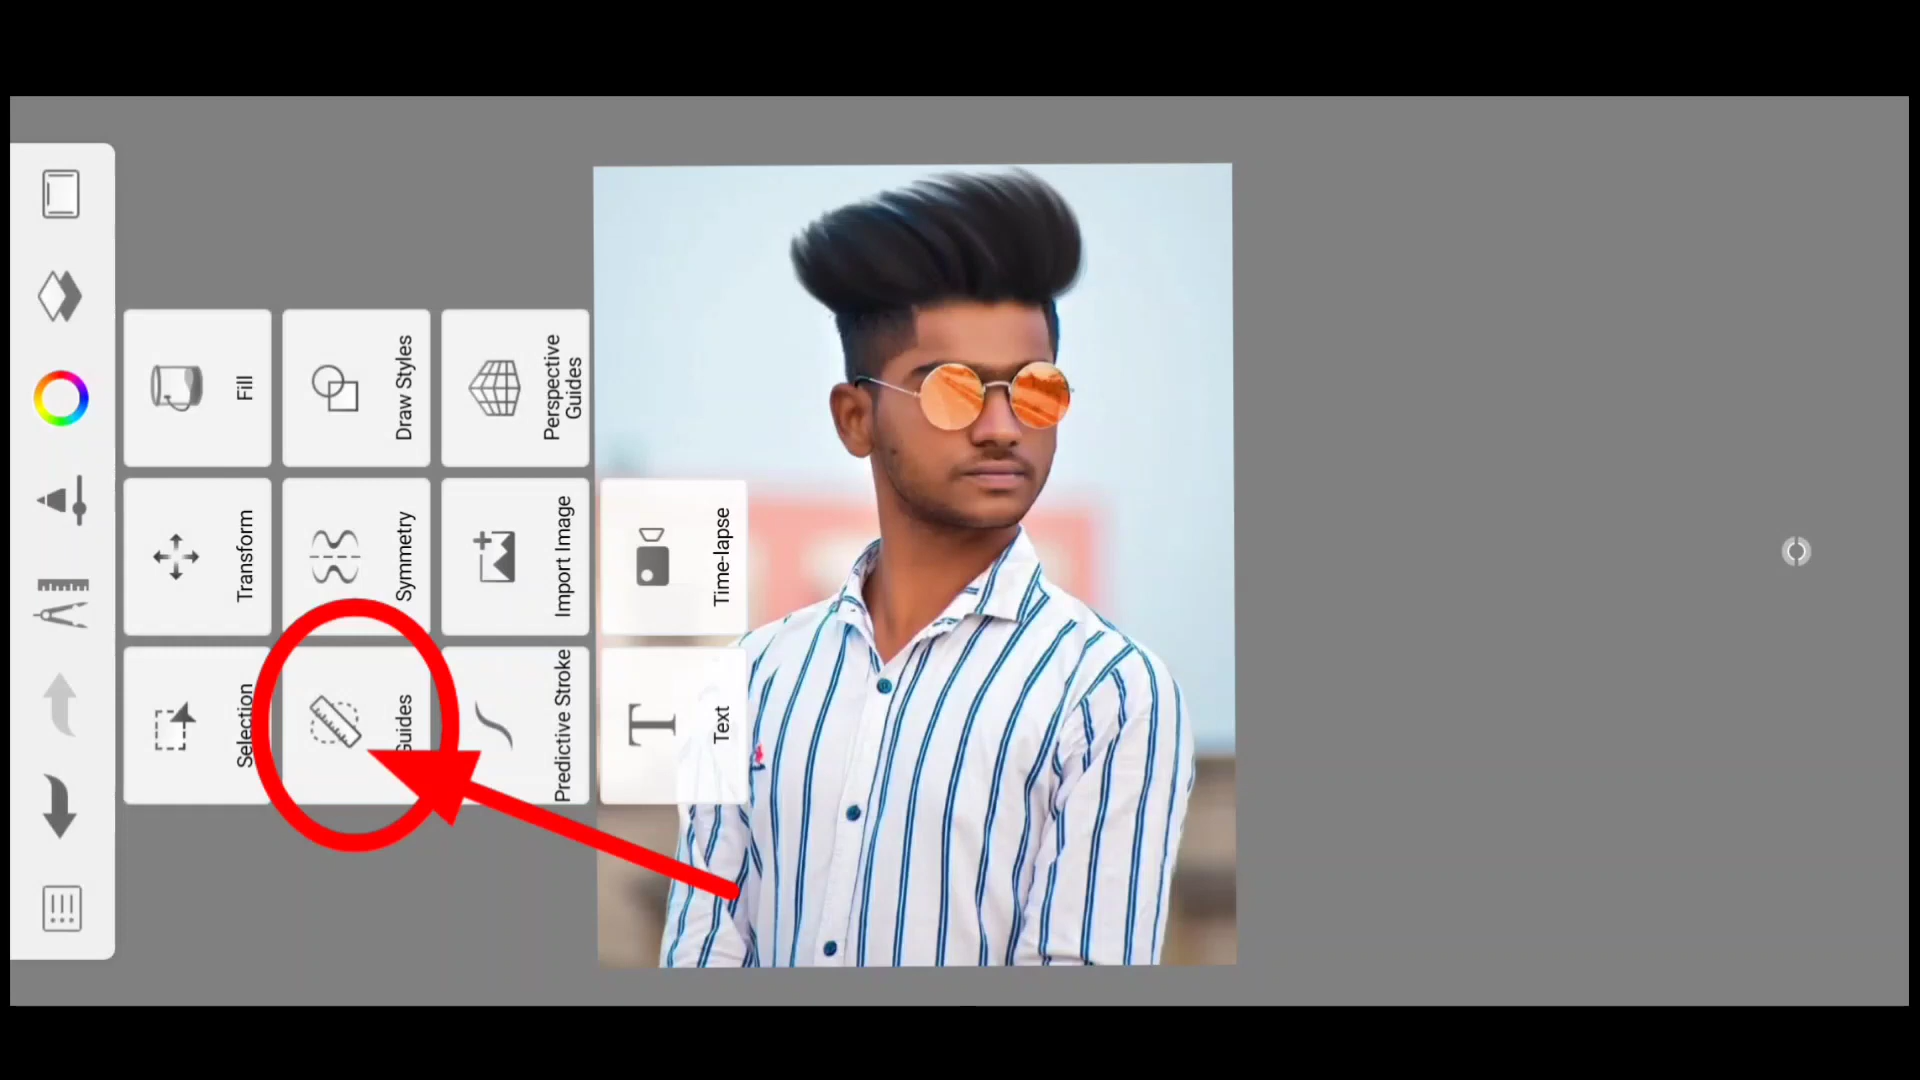 Selection
Transform
Fill
Guides
Symmetry
Draw Styles
Predictive Stroke
Import Image
Perspective
Guides
Text
Time-lapse